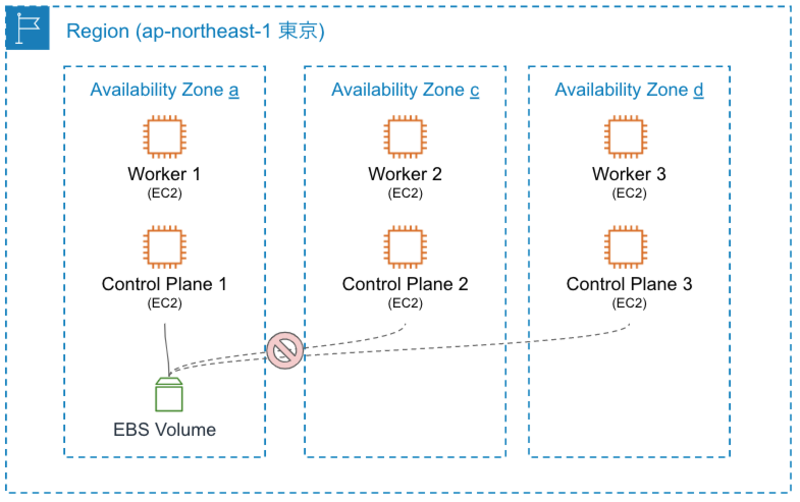 Region (ap-northeast-1 東京)
Availability Zone a
Availability Zone c
Availability Zone d
Worker 1
(EC2)
Worker 2
(EC2)
Worker 3
(EC2)
Control Plane 1
(EC2)
Control Plane 2
(EC2)
Control Plane 3
(EC2)
EBS Volume